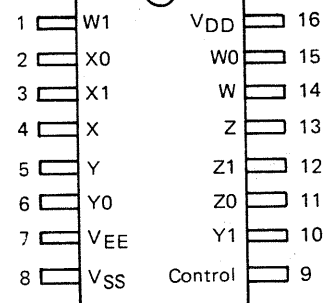 1 W1 VDD 16
2 X0 W0 15
3 X1 W 14
4 X Z 13
5 Y Z1 12
6 Y0 Z0 11
7 VEE Y1 10
8 VSS Control 9